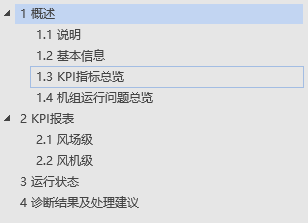 1 概述
1.1 说明
1.2 基本信息
1.3 KPI指标总览
1.4 机组运行问题总览
2 KPI报表
2.1 风场级
2.2 风机级
3 运行状态
4 诊断结果及处理建议